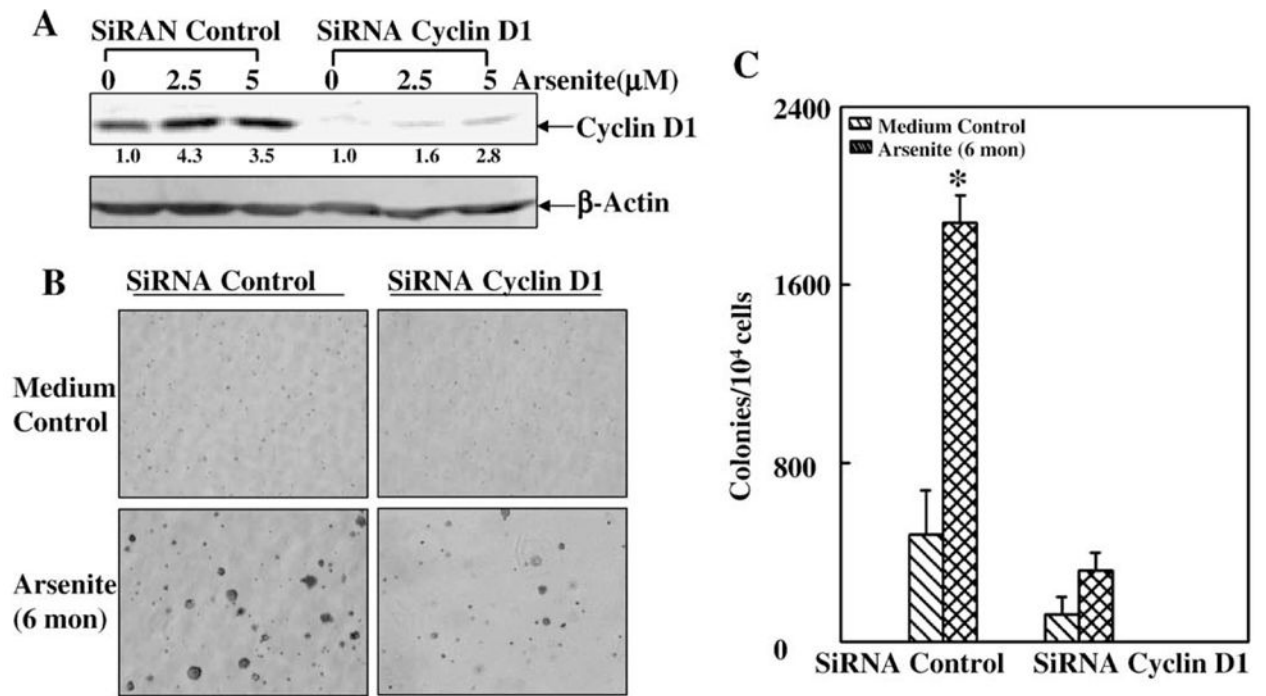 A
SiRAN Control SiRNA Cyclin D1
0 2.5 5 0 2.5 5 Arsenite(μM)
Cyclin D1
1.0 4.3 3.5 1.0 1.6 2.8
β-Actin
B
SiRNA Control SiRNA Cyclin D1
Medium
Control
Arsenite
(6 mon)
C
2400
Medium Control
Arsenite (6 mon)
*
1600
Colonies/10⁴ cells
800
0
SiRNA Control SiRNA Cyclin D1